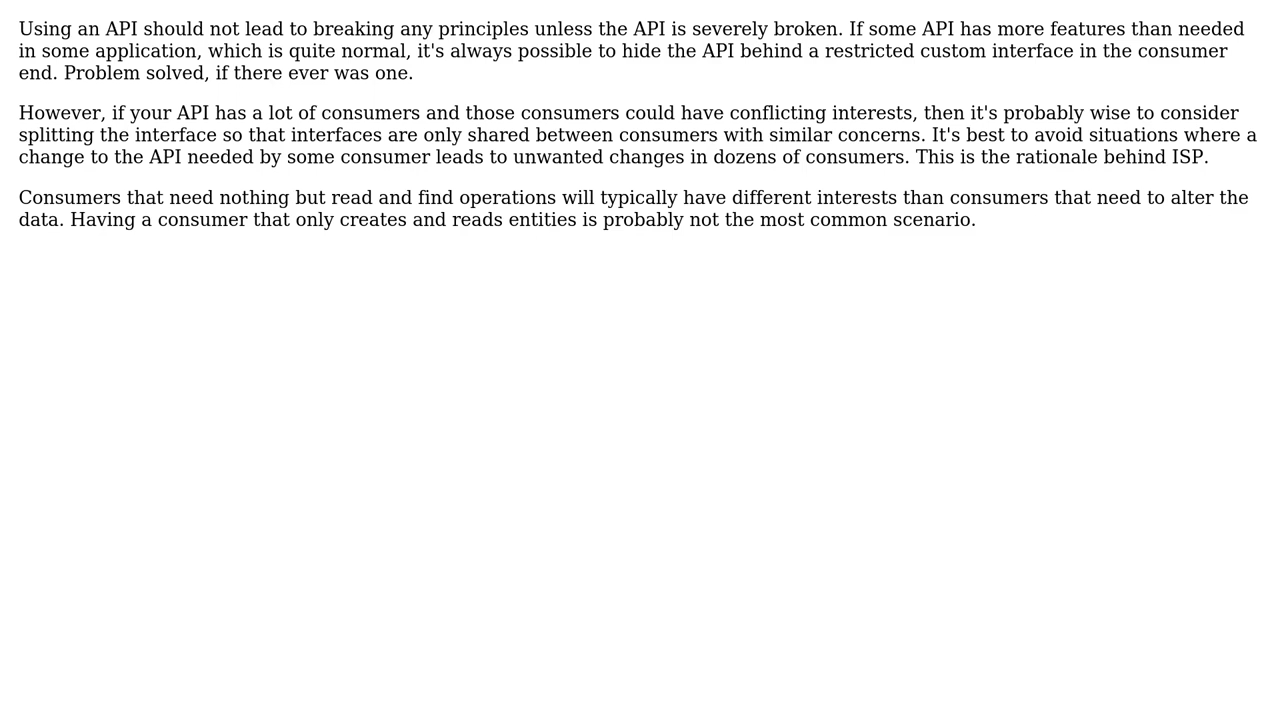 Using an API should not lead to breaking any principles unless the API is severely broken. If some API has more features than needed
in some application, which is quite normal, it's always possible to hide the API behind a restricted custom interface in the consumer
end. Problem solved, if there ever was one.
However, if your API has a lot of consumers and those consumers could have conflicting interests, then it's probably wise to consider
splitting the interface so that interfaces are only shared between consumers with similar concerns. It's best to avoid situations where a
change to the API needed by some consumer leads to unwanted changes in dozens of consumers. This is the rationale behind ISP.
Consumers that need nothing but read and find operations will typically have different interests than consumers that need to alter the
data. Having a consumer that only creates and reads entities is probably not the most common scenario.